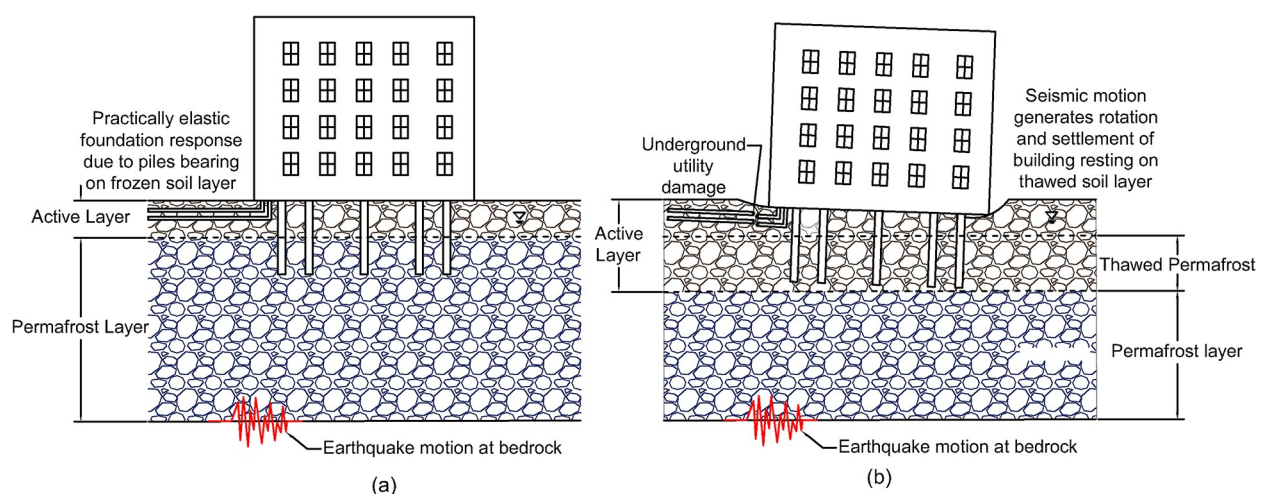 Practically elastic
foundation response
due to piles bearing
on frozen soil layer
Active Layer
Permafrost Layer
Earthquake motion at bedrock
(a)
Underground
utility
damage
Seismic motion
generates rotation
and settlement of
building resting on
thawed soil layer
Active
Layer
Thawed Permafrost
Permafrost layer
Earthquake motion at bedrock
(b)